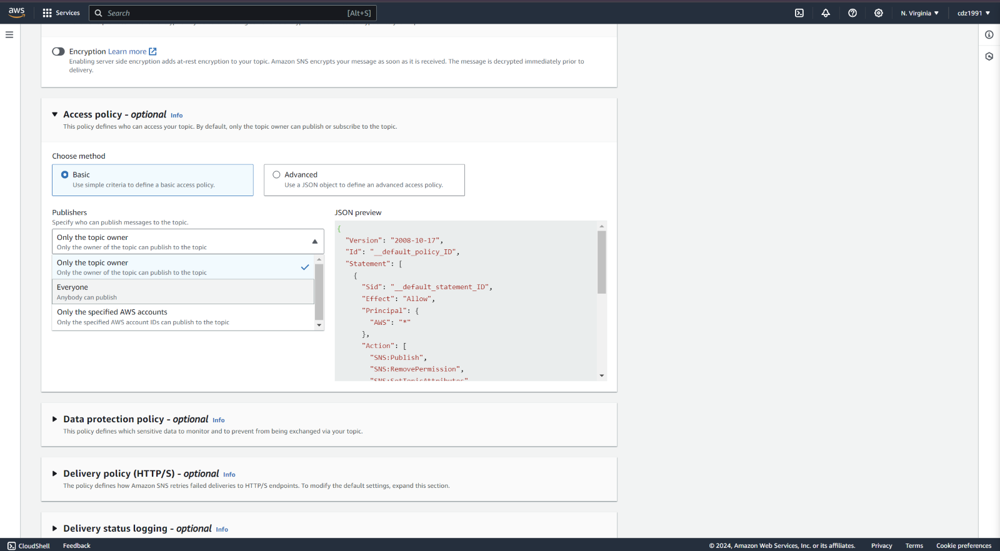 aws
Services
Search
[Alt+S]
N. Virginia
cdz1991
Encryption Learn more
Enabling server side encryption adds at-rest encryption to your topic. Amazon SNS encrypts your message as soon as it is received. The message is decrypted immediately prior to
delivery.
Access policy - optional Info
This policy defines who can access your topic. By default, only the topic owner can publish or subscribe to the topic.
Choose method
Basic
Use simple criteria to define a basic access policy.
Advanced
Use a JSON object to define an advanced access policy.
Publishers
Specify who can publish messages to the topic.
Only the topic owner
Only the owner of the topic can publish to the topic
Only the topic owner
Only the owner of the topic can publish to the topic
Everyone
Anybody can publish
Only the specified AWS accounts
Only the specified AWS account IDs can publish to the topic
JSON preview
{
"Version": "2008-10-17",
"Id": "__default_policy_ID",
"Statement": [
{
"Sid": "__default_statement_ID",
"Effect": "Allow",
"Principal": {
"AWS": "*"
},
"Action": [
"SNS:Publish",
"SNS:RemovePermission",
"SNS:SetTopicAttributes"
Data protection policy - optional Info
This policy defines which sensitive data to monitor and to prevent from being exchanged via your topic.
Delivery policy (HTTP/S) - optional Info
The policy defines how Amazon SNS retries failed deliveries to HTTP/S endpoints. To modify the default settings, expand this section.
Delivery status logging - optional Info
CloudShell
Feedback
© 2024, Amazon Web Services, Inc. or its affiliates.
Privacy
Terms
Cookie preferences